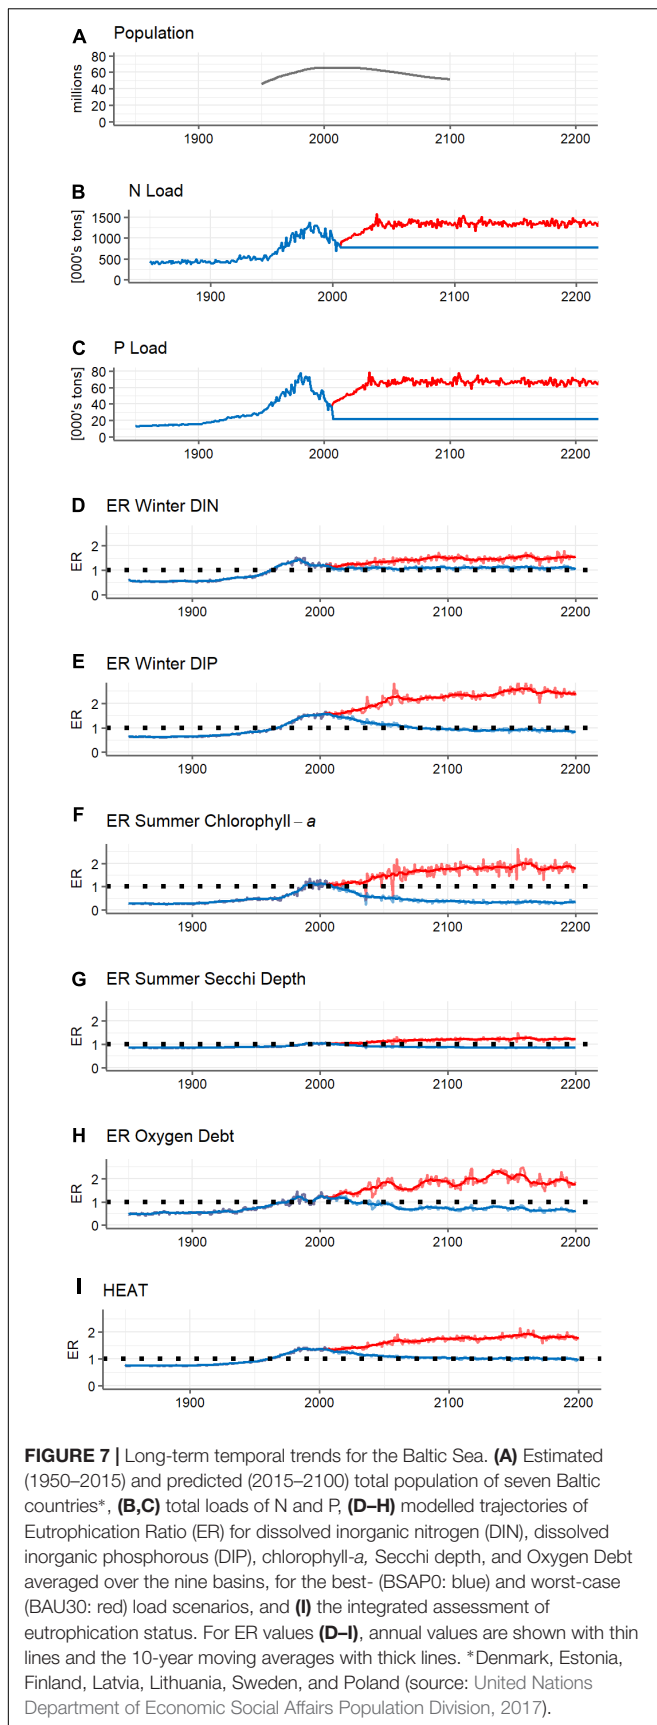 A Population
millions
80
60
40
20
0
1900 2000 2100 2200
B N Load
[000's tons]
1500
1000
500
0
1900 2000 2100 2200
C P Load
[000's tons]
80
60
40
20
0
1900 2000 2100 2200
D ER Winter DIN
ER
2
1
0
1900 2000 2100 2200
E ER Winter DIP
ER
2
1
0
1900 2000 2100 2200
F ER Summer Chlorophyll – a
ER
2
1
0
1900 2000 2100 2200
G ER Summer Secchi Depth
ER
2
1
0
1900 2000 2100 2200
H ER Oxygen Debt
ER
2
1
0
1900 2000 2100 2200
I HEAT
ER
2
1
0
1900 2000 2100 2200
FIGURE 7 | Long-term temporal trends for the Baltic Sea. (A) Estimated
(1950–2015) and predicted (2015–2100) total population of seven Baltic
countries*, (B,C) total loads of N and P, (D–H) modelled trajectories of
Eutrophication Ratio (ER) for dissolved inorganic nitrogen (DIN), dissolved
inorganic phosphorous (DIP), chlorophyll-a, Secchi depth, and Oxygen Debt
averaged over the nine basins, for the best- (BSAP0: blue) and worst-case
(BAU30: red) load scenarios, and (I) the integrated assessment of
eutrophication status. For ER values (D–I), annual values are shown with thin
lines and the 10-year moving averages with thick lines. *Denmark, Estonia,
Finland, Latvia, Lithuania, Sweden, and Poland (source: United Nations
Department of Economic Social Affairs Population Division, 2017).